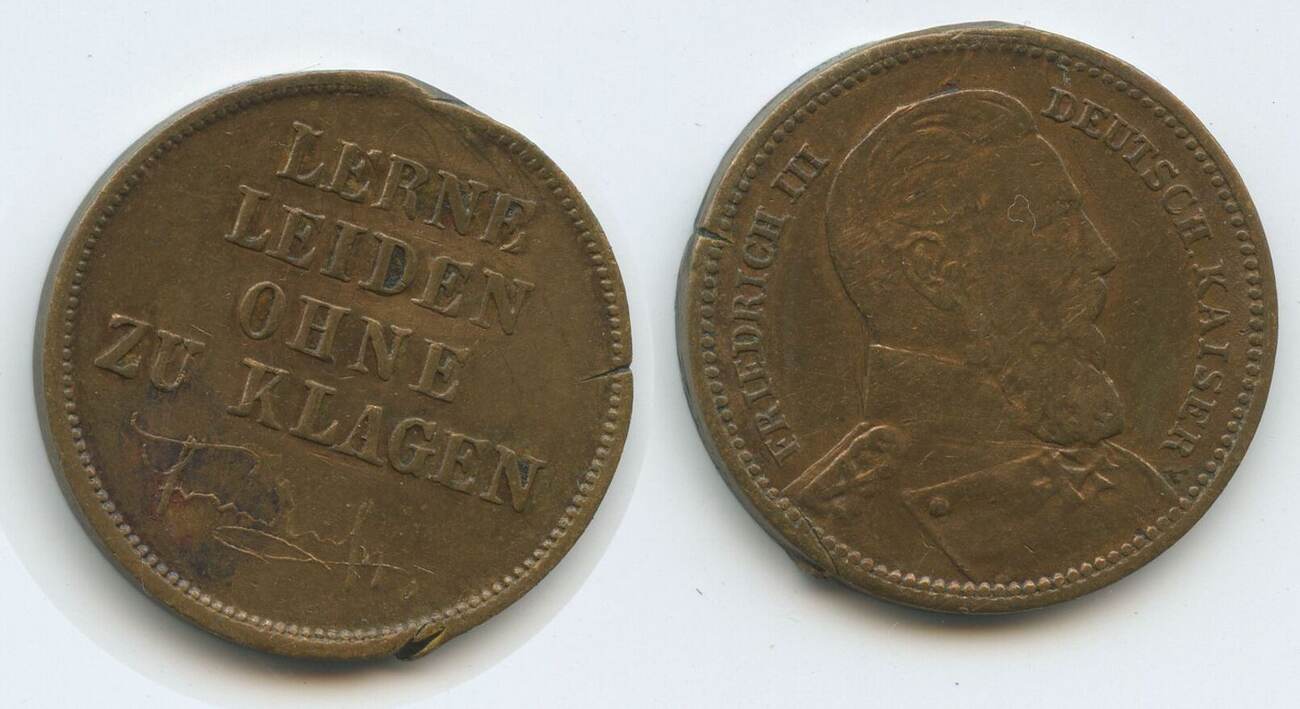 LERNE
LEIDEN
OHNE
ZU KLAGEN
FRIEDRICH III DEUTSCH. KAISER